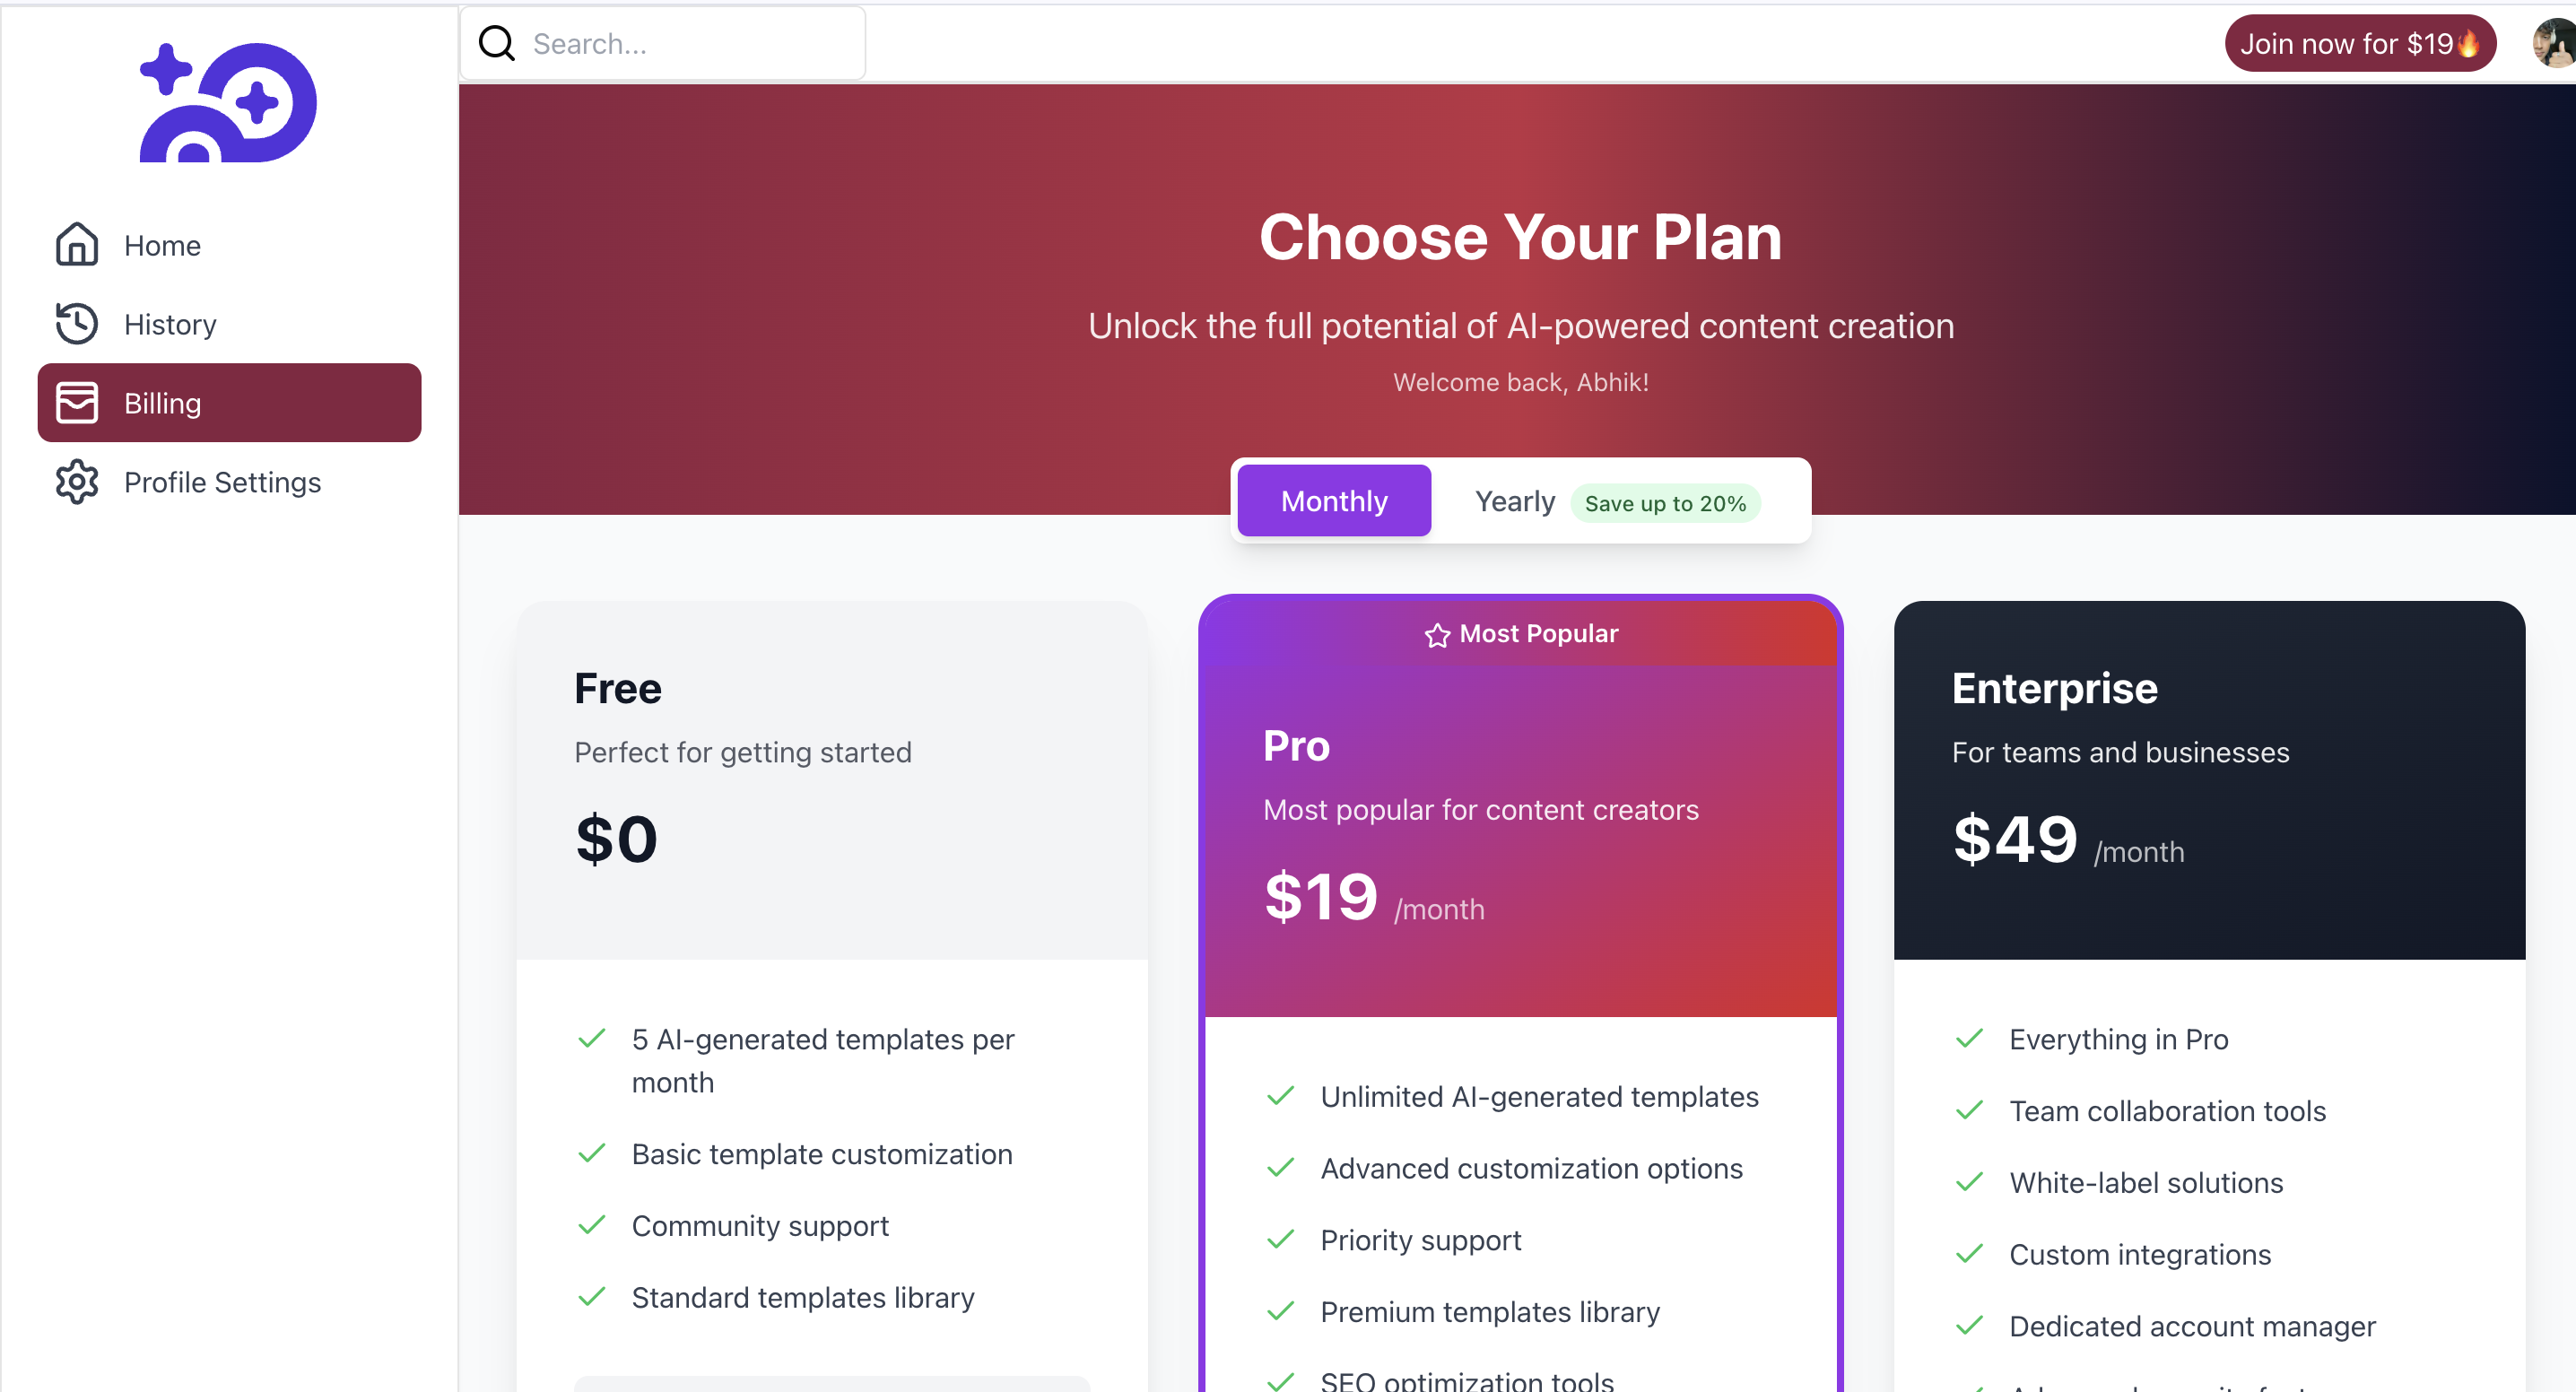 Search...
Join now for $19🔥
Home
History
Billing
Profile Settings
Choose Your Plan
Unlock the full potential of AI-powered content creation
Welcome back, Abhik!
Monthly
Yearly
Save up to 20%
Free
Perfect for getting started
$0
5 AI-generated templates per
month
Basic template customization
Community support
Standard templates library
Most Popular
Pro
Most popular for content creators
$19 /month
Unlimited AI-generated templates
Advanced customization options
Priority support
Premium templates library
SEO optimization tools
Enterprise
For teams and businesses
$49 /month
Everything in Pro
Team collaboration tools
White-label solutions
Custom integrations
Dedicated account manager